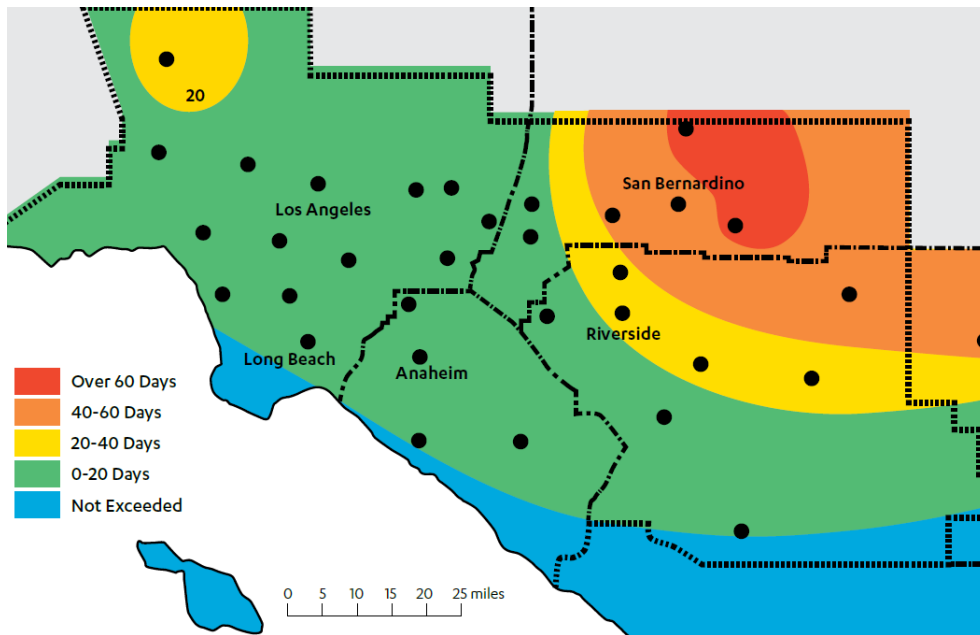 20
San Bernardino
Los Angeles
Riverside
Long Beach
Anaheim
Over 60 Days
40-60 Days
20-40 Days
0-20 Days
Not Exceeded
0 5 10 15 20 25 miles